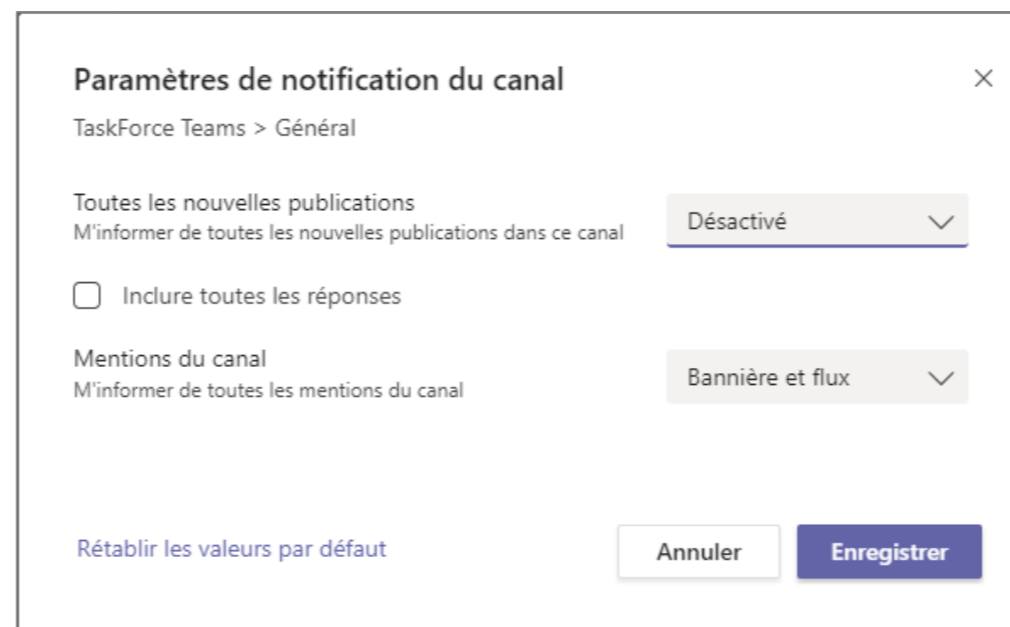 Paramètres de notification du canal
TaskForce Teams > Général
Toutes les nouvelles publications
M'informer de toutes les nouvelles publications dans ce canal
Désactivé
Inclure toutes les réponses
Mentions du canal
M'informer de toutes les mentions du canal
Bannière et flux
Rétablir les valeurs par défaut
Annuler
Enregistrer